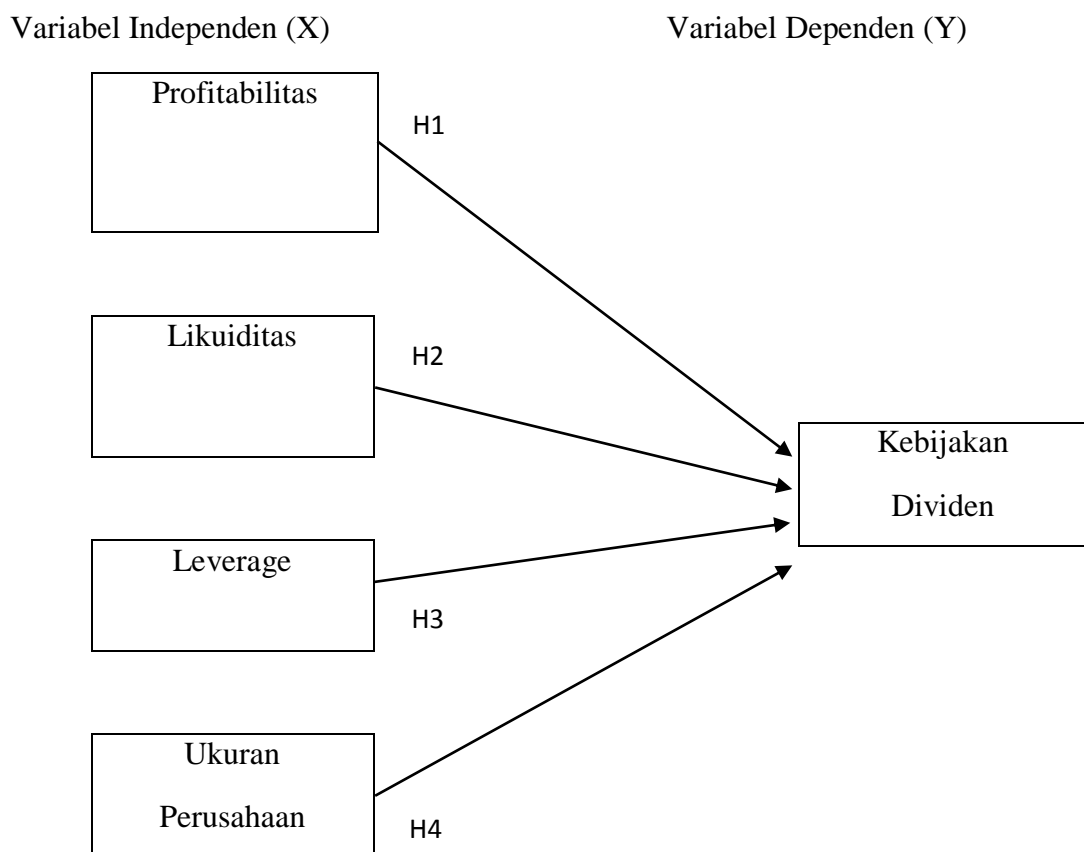 Variabel Independen (X)
Variabel Dependen (Y)
Profitabilitas
H1
Likuiditas
H2
Kebijakan
Dividen
Leverage
H3
Ukuran
Perusahaan
H4